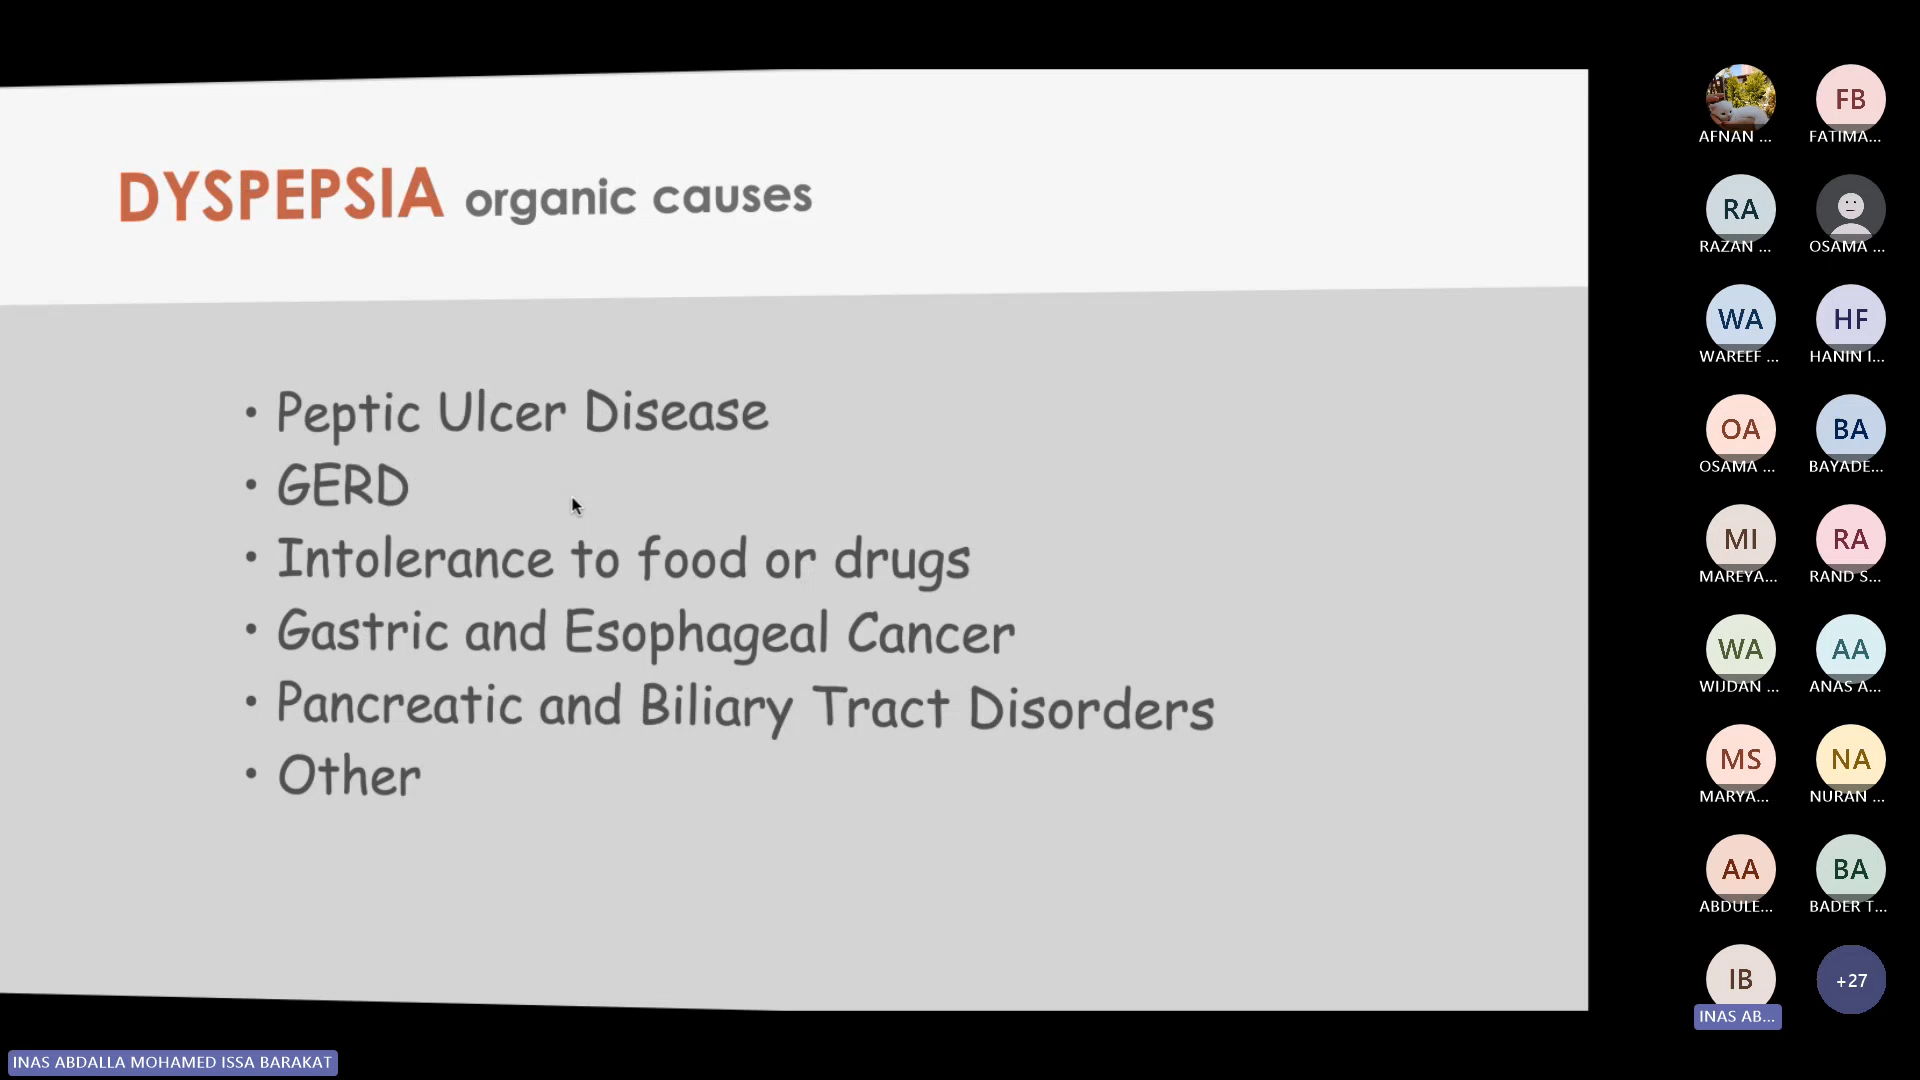 DYSPEPSIA organic causes
• Peptic Ulcer Disease
• GERD
• Intolerance to food or drugs
• Gastric and Esophageal Cancer
• Pancreatic and Biliary Tract Disorders
• Other
AFNAN ...
FB
FATIMA...
RA
RAZAN ...
OSAMA ...
WA
WAREEF ...
HF
HANIN I...
OA
OSAMA ...
BA
BAYADE...
MI
MAREYA...
RA
RAND S...
WA
WIJDAN ...
AA
ANAS A...
MS
MARYA...
NA
NURAN ...
AA
ABDULE...
BA
BADER T...
IB
INAS AB...
+27
INAS ABDALLA MOHAMED ISSA BARAKAT